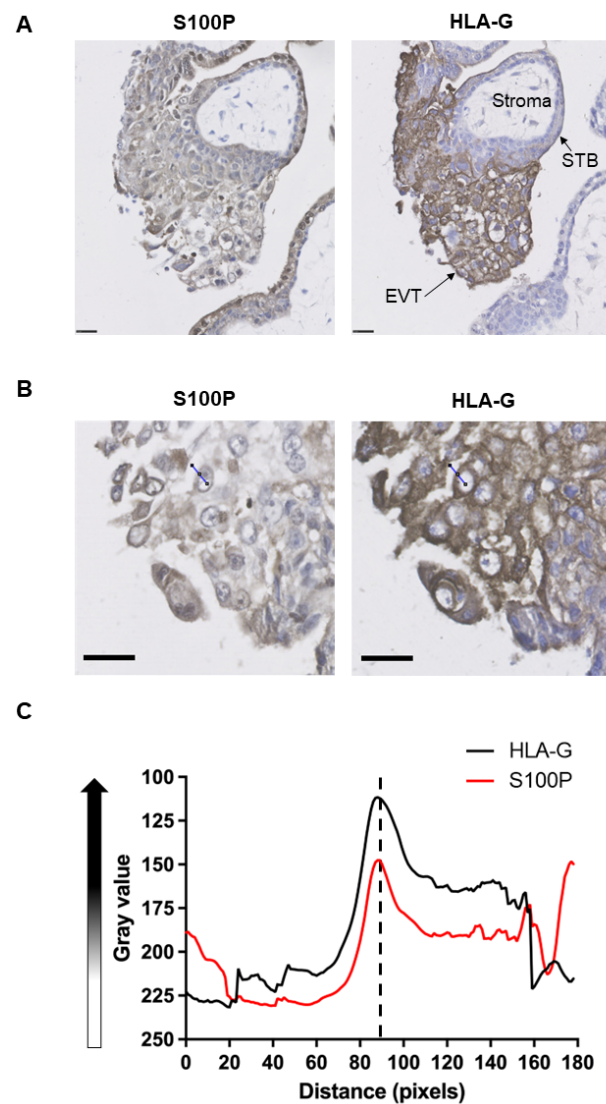 A
S100P
HLA-G
Stroma
STB
EVT
B
S100P
HLA-G
C
HLA-G
S100P
100
125
150
175
200
225
250
Gray value
0 20 40 60 80 100 120 140 160 180
Distance (pixels)